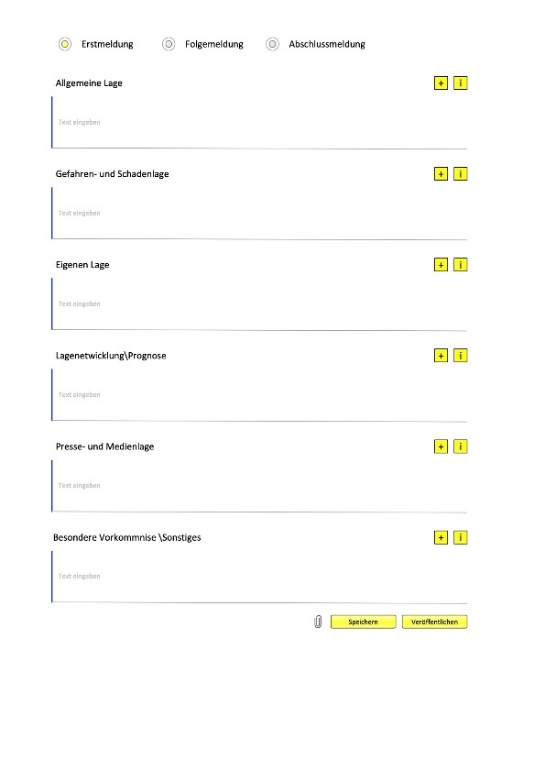 Erstmeldung Folgemeldung Abschlussmeldung
Allgemeine Lage + i
Text eingeben
Gefahren- und Schadenlage + i
Text eingeben
Eigenen Lage + i
Text eingeben
Lagenetwicklung\Prognose + i
Text eingeben
Presse- und Medienlage + i
Text eingeben
Besondere Vorkommnise \Sonstiges + i
Text eingeben
Speichern Veröffentlichen